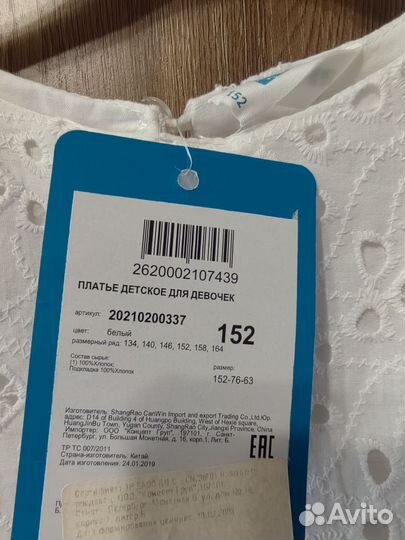 152
2620002107439
ПЛАТЬЕ ДЕТСКОЕ ДЛЯ ДЕВОЧЕК
артикул: 20210200337
цвет: белый 152
размерный ряд: 134, 140, 146, 152, 158, 164
Состав сырья: размер:
(1) 100%Хлопок;
Подкладка 100%Хлопок 152-76-63
Изготовитель: ShangRao CanWin Import and export Trading Co.,Ltd.Юр.
адрес: D14 of Building 4 of Huangpo Building, West of Hexie square,
HuangJinBu Town, Yugan County, ShangRao City,Jiangxi Province, China
Импортер: ООО "Концепт Груп", 197101, г. Санкт-
Петербург, ул. Большая Монетная, д. 16, корп.1, Лит. Б.
ТР ТС 007/2011
Страна-изготовитель: Китай.
Дата изготовления: 24.01.2019
EAC
Avito